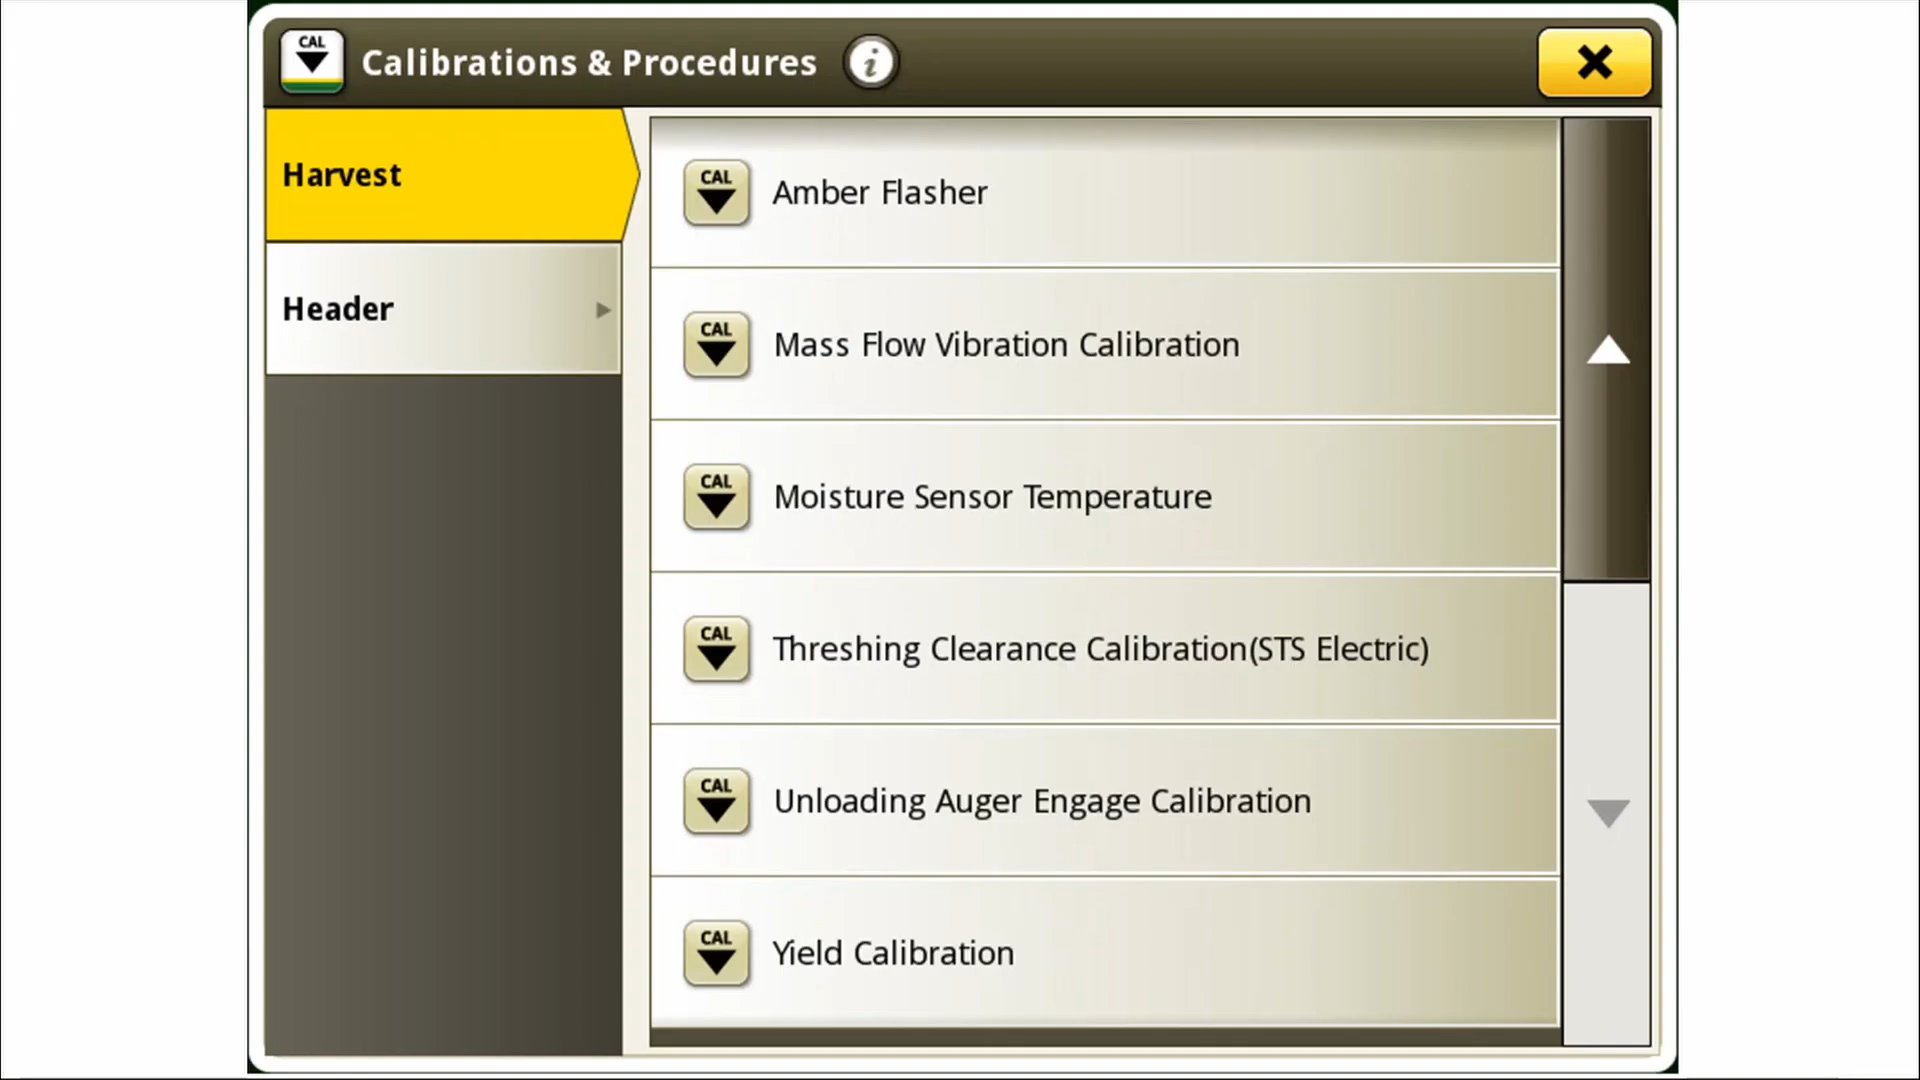 CAL
Calibrations & Procedures
i
Harvest
Header
CAL
Amber Flasher
CAL
Mass Flow Vibration Calibration
CAL
Moisture Sensor Temperature
CAL
Threshing Clearance Calibration(STS Electric)
CAL
Unloading Auger Engage Calibration
CAL
Yield Calibration